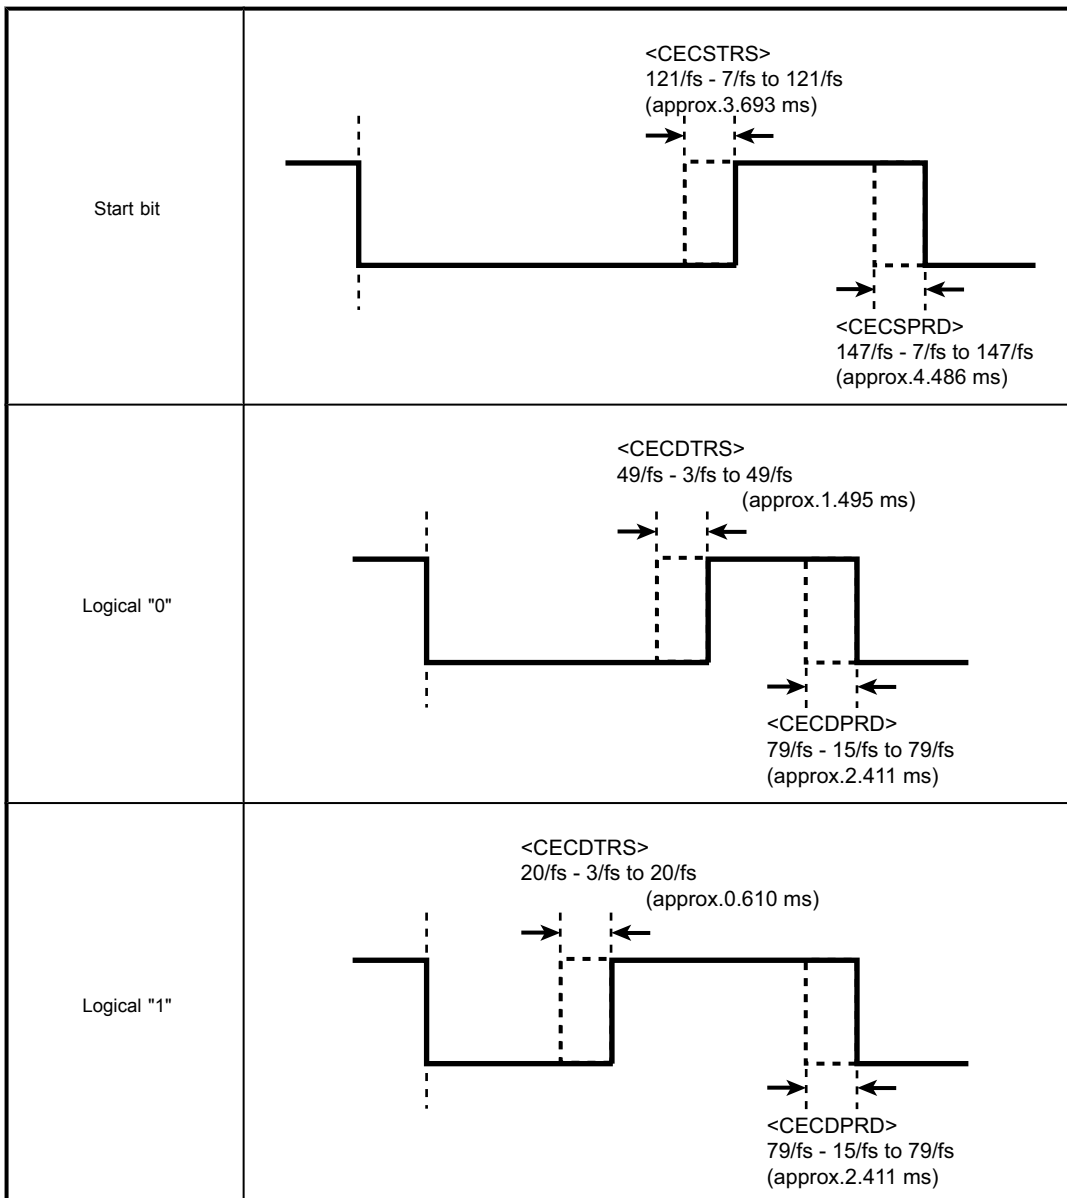 Start bit
<CECSTRS>
121/fs - 7/fs to 121/fs
(approx.3.693 ms)
<CECSPRD>
147/fs - 7/fs to 147/fs
(approx.4.486 ms)
Logical "0"
<CECDTRS>
49/fs - 3/fs to 49/fs
(approx.1.495 ms)
<CECDPRD>
79/fs - 15/fs to 79/fs
(approx.2.411 ms)
Logical "1"
<CECDTRS>
20/fs - 3/fs to 20/fs
(approx.0.610 ms)
<CECDPRD>
79/fs - 15/fs to 79/fs
(approx.2.411 ms)